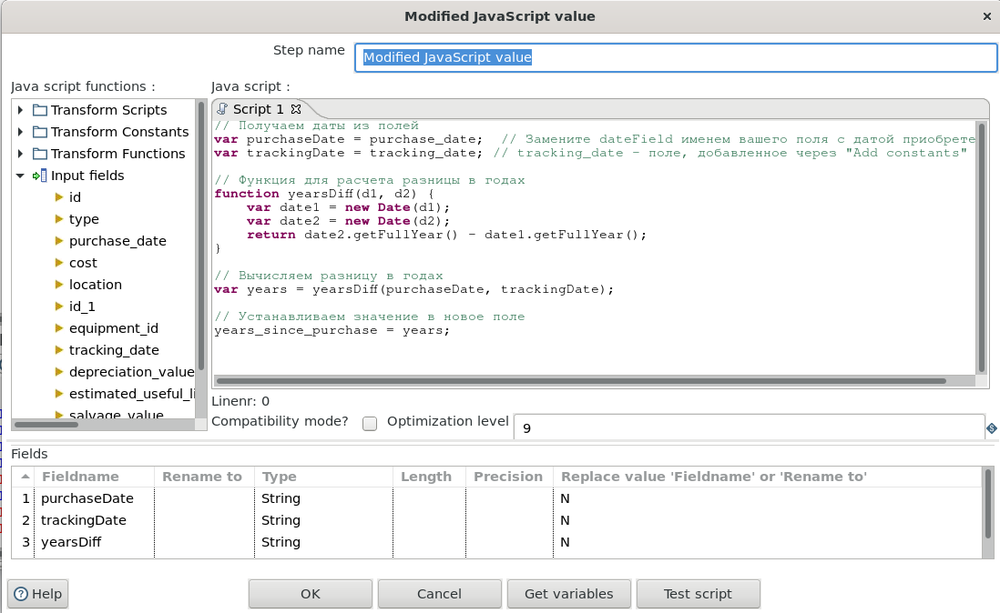 Modified JavaScript value
Step name
Modified JavaScript value
Java script functions :
Java script :
Transform Scripts
Transform Constants
Transform Functions
Input fields
id
type
purchase_date
cost
location
id_1
equipment_id
tracking_date
depreciation_value
estimated_useful_li
salvage_value
Script 1
// Получаем даты из полей
var purchaseDate = purchase_date;  // Замените dateField именем вашего поля с датой приобрете
var trackingDate = tracking_date; // tracking_date - поле, добавленное через "Add constants"
// Функция для расчета разницы в годах
function yearsDiff(d1, d2) {
    var date1 = new Date(d1);
    var date2 = new Date(d2);
    return date2.getFullYear() - date1.getFullYear();
}
// Вычисляем разницу в годах
var years = yearsDiff(purchaseDate, trackingDate);
// Устанавливаем значение в новое поле
years_since_purchase = years;
Linenr: 0
Compatibility mode?
Optimization level
9
Fields
Fieldname Rename to Type Length Precision Replace value 'Fieldname' or 'Rename to'
1 purchaseDate String N
2 trackingDate String N
3 yearsDiff String N
Help
OK
Cancel
Get variables
Test script